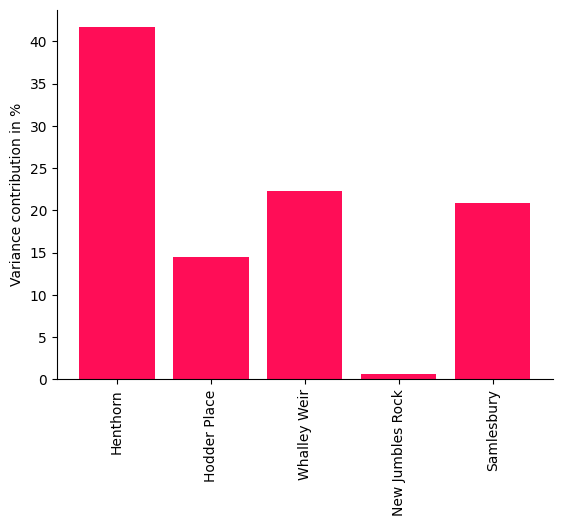 Variance contribution in %
40
35
30
25
20
15
10
5
0
Henthorn
Hodder Place
Whalley Weir
New Jumbles Rock
Samlesbury